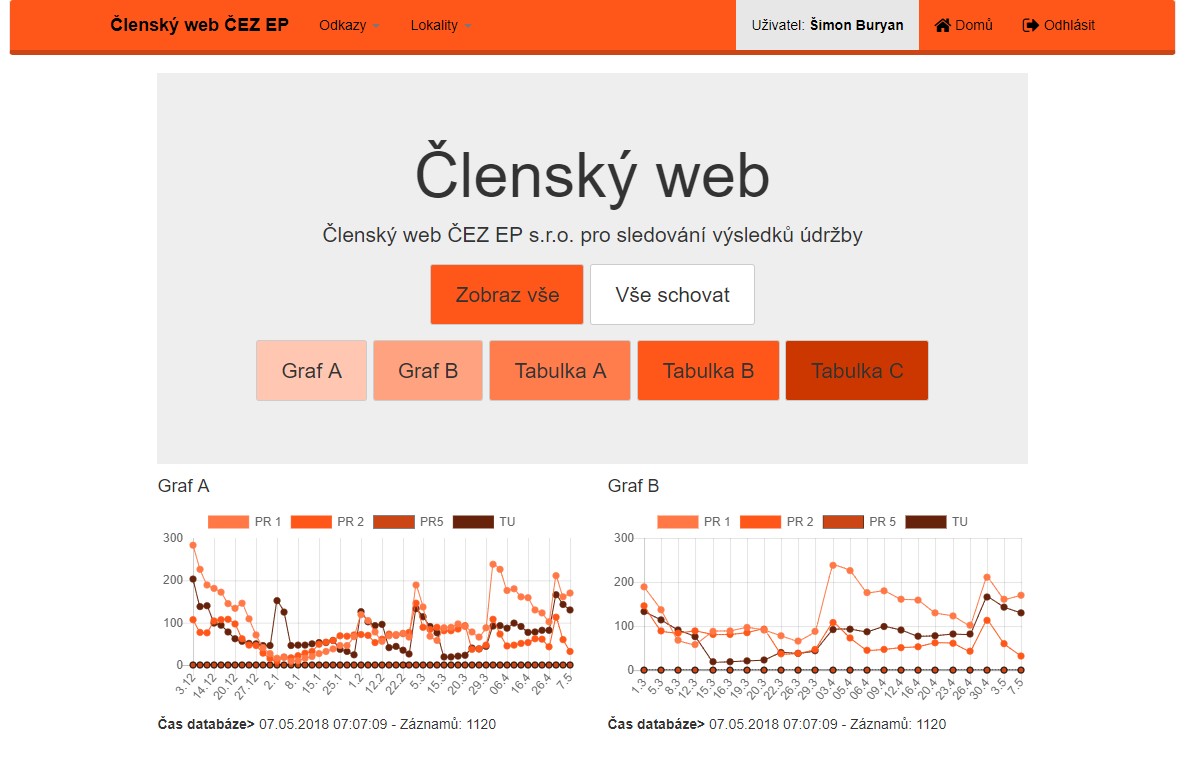 Členský web ČEZ EP Odkazy Lokality Uživatel: Šimon Buryan Domů Odhlásit
Členský web
Členský web ČEZ EP s.r.o. pro sledování výsledků údržby
Zobraz vše Vše schovat
Graf A Graf B Tabulka A Tabulka B Tabulka C
Graf A
PR 1 PR 2 PR5 TU
300
200
100
0
3.12 14.12 20.12 27.12 2.1 8.1 15.1 25.1 1.2 12.2 22.2 5.3 15.3 20.3 29.3 06.4 16.4 26.4 7.5
Čas databáze> 07.05.2018 07:07:09 - Záznamů: 1120
Graf B
PR 1 PR 2 PR 5 TU
300
200
100
0
1.3 5.3 8.3 12.3 15.3 16.3 19.3 20.3 22.3 26.3 29.3 03.4 06.4 06.4 09.4 12.4 16.4 20.4 23.4 26.4 30.4 3.5 7.5
Čas databáze> 07.05.2018 07:07:09 - Záznamů: 1120